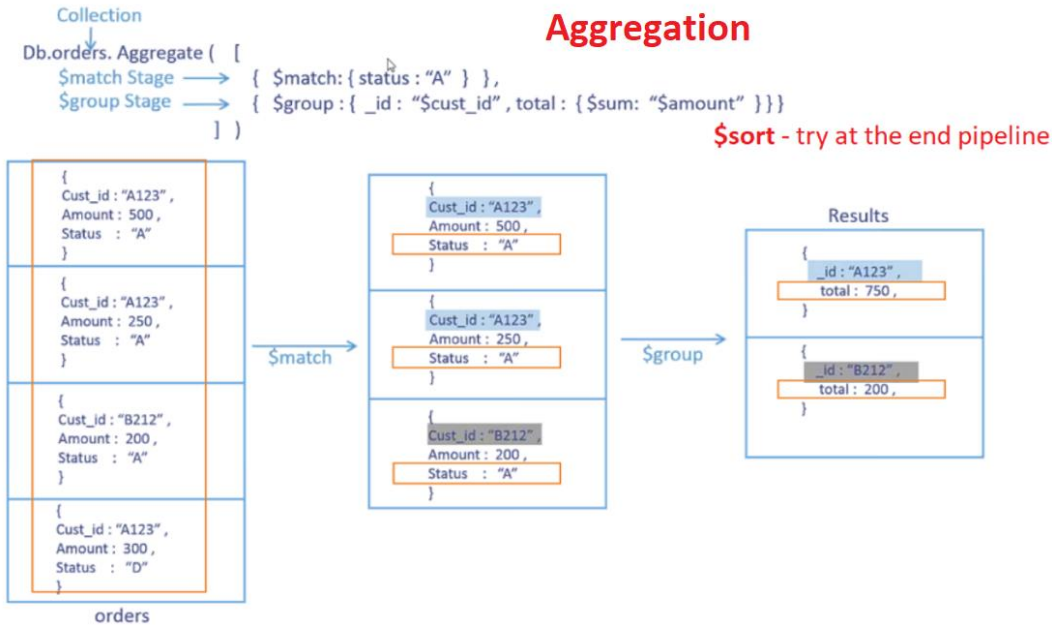 Collection
Aggregation
Db.orders. Aggregate ( [
$match Stage { $match: { status : “A” } },
$group Stage { $group : { _id : “$cust_id” , total : { $sum: “$amount” } } }
] )
$sort - try at the end pipeline
{
Cust_id : “A123” ,
Amount : 500 ,
Status : “A”
}
{
Cust_id : “A123” ,
Amount : 250 ,
Status : “A”
}
{
Cust_id : “B212” ,
Amount : 200 ,
Status : “A”
}
{
Cust_id : “A123” ,
Amount : 300 ,
Status : “D”
}
orders
$match
{
Cust_id : “A123” ,
Amount : 500 ,
Status : “A”
}
{
Cust_id : “A123” ,
Amount : 250 ,
Status : “A”
}
{
Cust_id : “B212” ,
Amount : 200 ,
Status : “A”
}
$group
Results
{
_id : “A123” ,
total : 750 ,
}
{
_id : “B212” ,
total : 200 ,
}